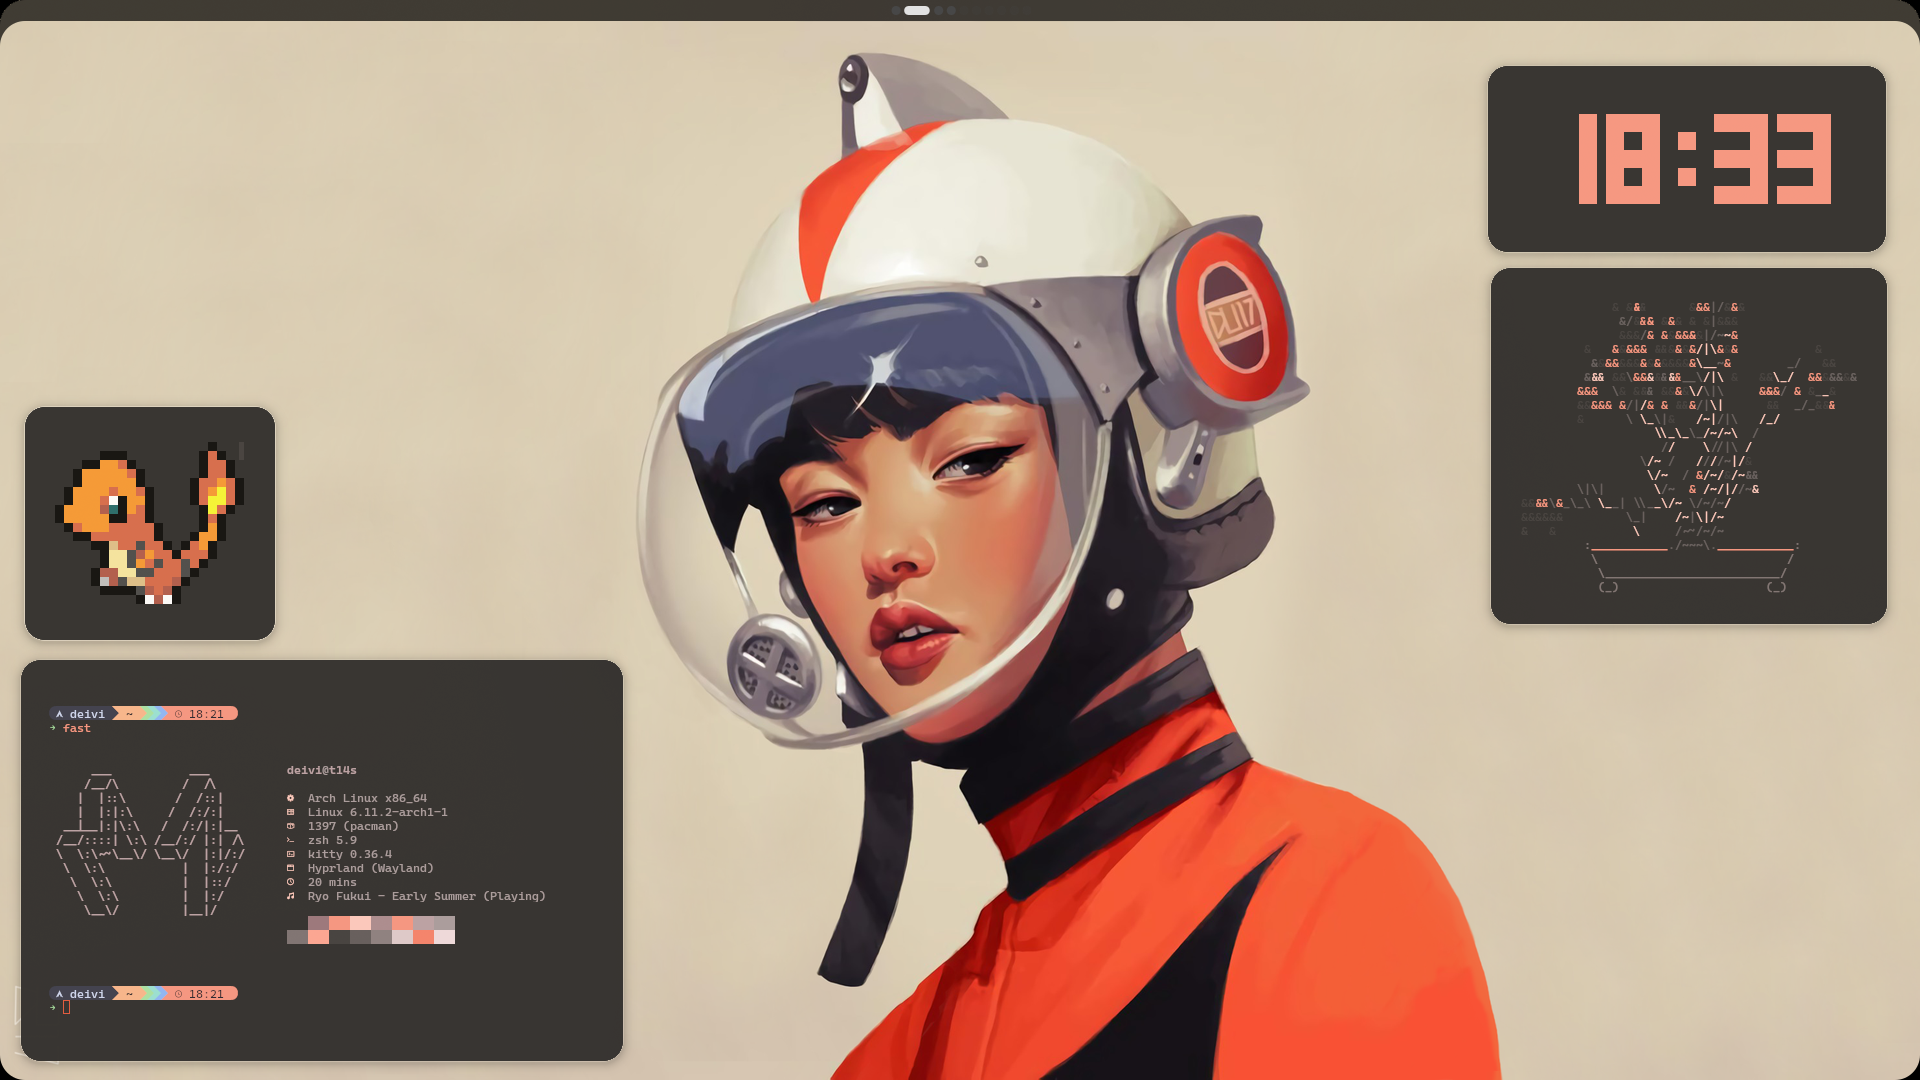 18:33
deivi ~ 18:21
fast
deivi@tl4s
Arch Linux x86_64
Linux 6.11.2-arch1-1
1397 (pacman)
zsh 5.9
kitty 0.36.4
Hyprland (Wayland)
20 mins
Ryo Fukui - Early Summer (Playing)
deivi ~ 18:21